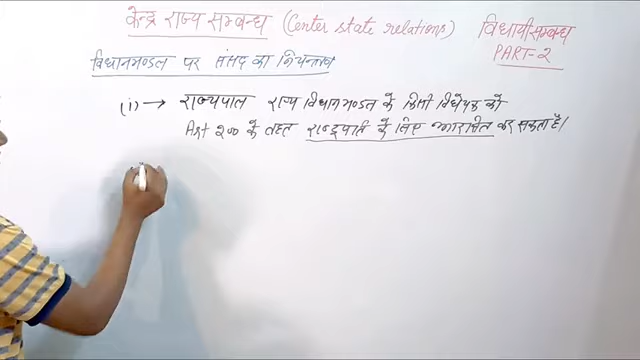 केन्द्र राज्य सम्बन्ध (Center state relations) विधायी सम्बन्ध
PART-2
विधानमण्डल पर संसद का नियन्त्रण
(i) → राज्यपाल राज्य विधानमण्डल के किसी विधेयक को
Art 200 के तहत राष्ट्रपति के लिए आरक्षित कर सकता है।